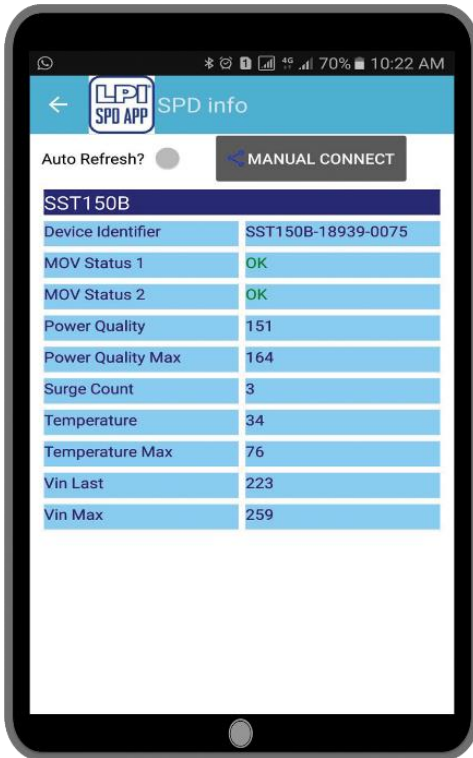 1 4G 70% 10:22 AM
LPI SPD APP SPD info
Auto Refresh? MANUAL CONNECT
SST150B
Device Identifier SST150B-18939-0075
MOV Status 1 OK
MOV Status 2 OK
Power Quality 151
Power Quality Max 164
Surge Count 3
Temperature 34
Temperature Max 76
Vin Last 223
Vin Max 259